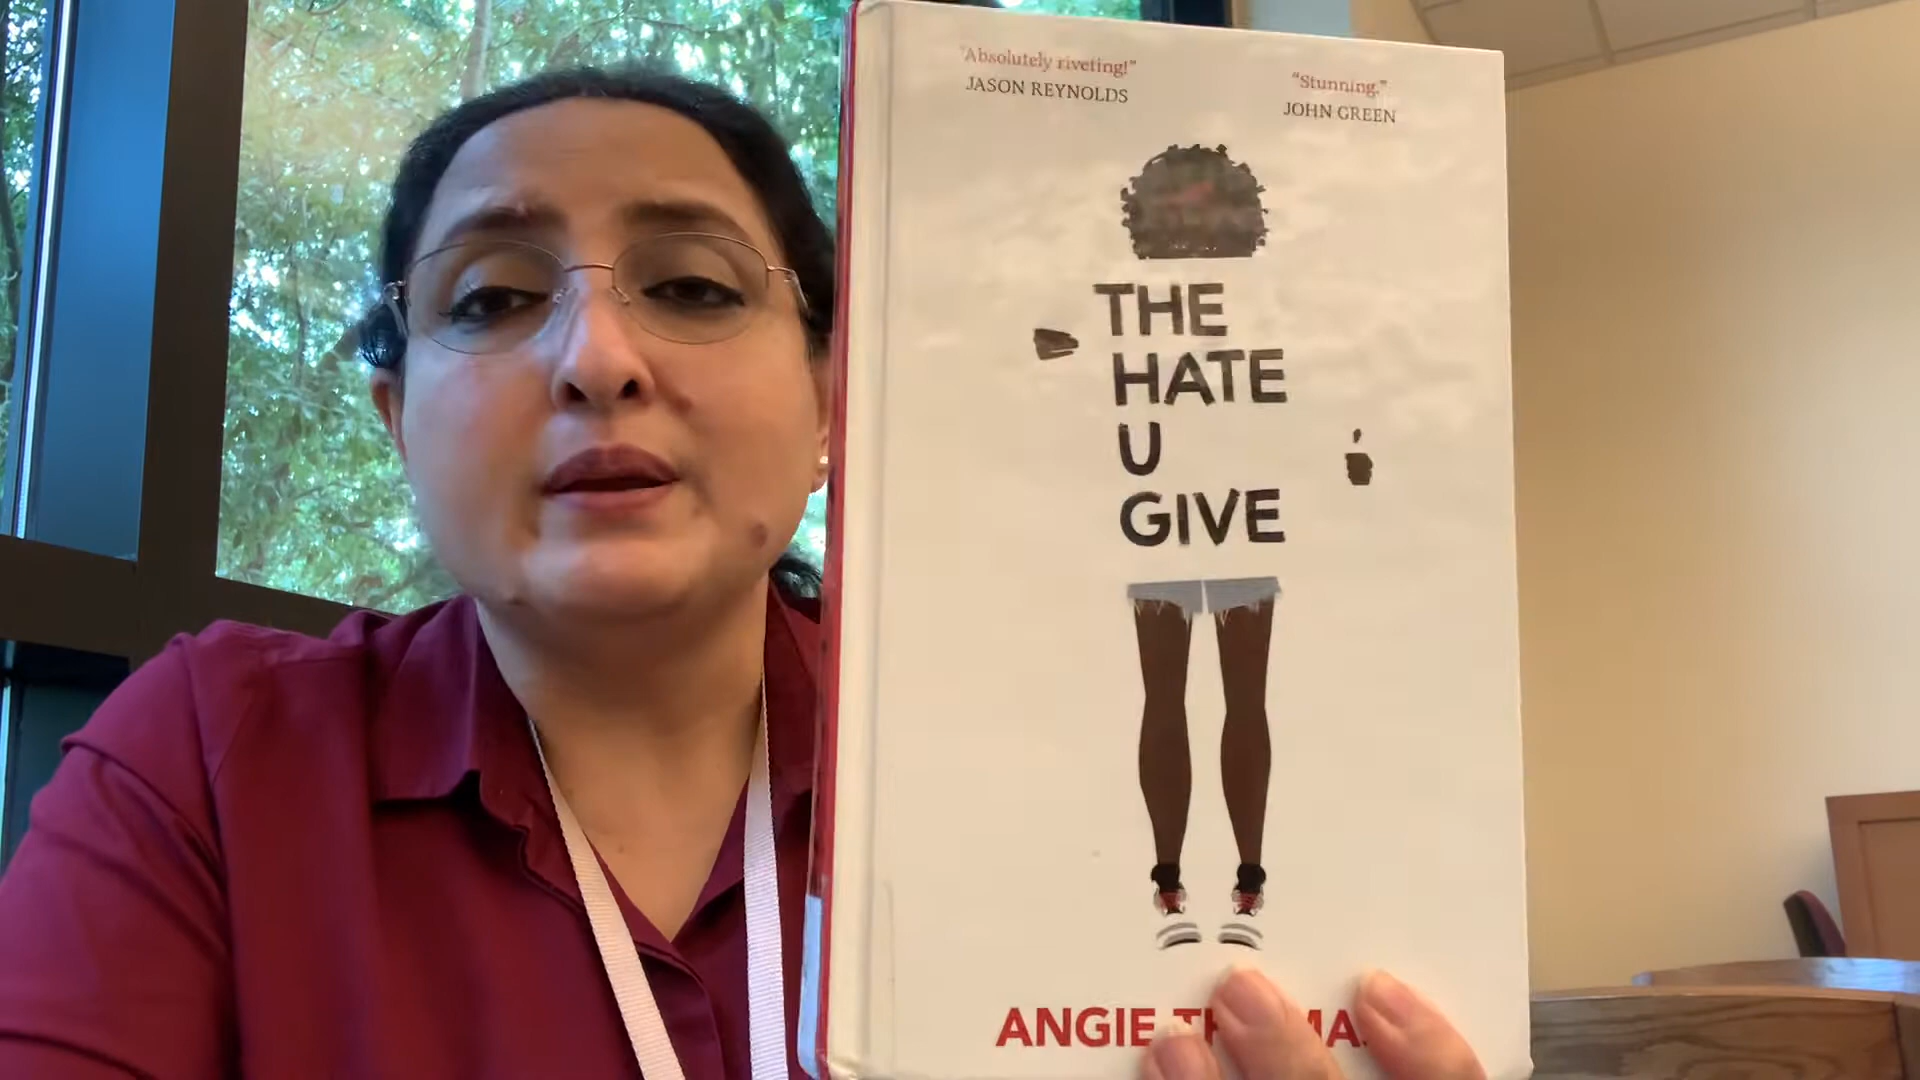 "Absolutely riveting!"
JASON REYNOLDS
"Stunning."
JOHN GREEN
THE
HATE
U
GIVE
ANGIE